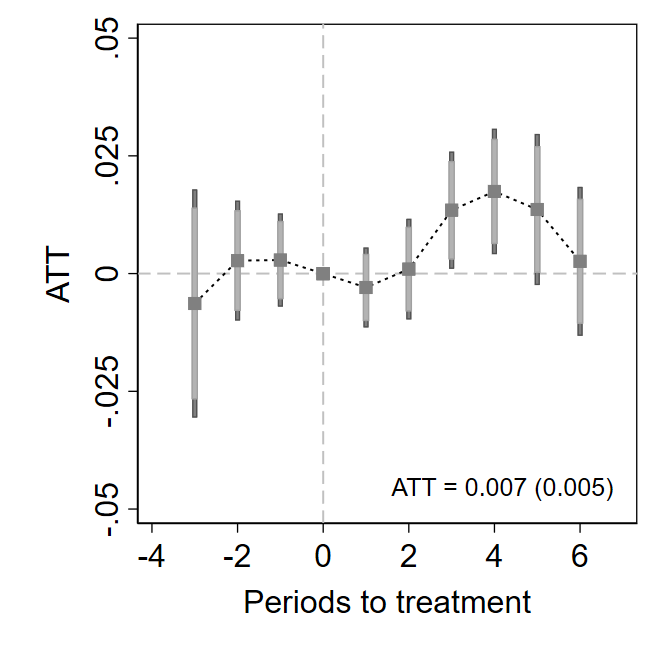 .05
.025
0
-.025
-.05
ATT
ATT = 0.007 (0.005)
-4 -2 0 2 4 6
Periods to treatment